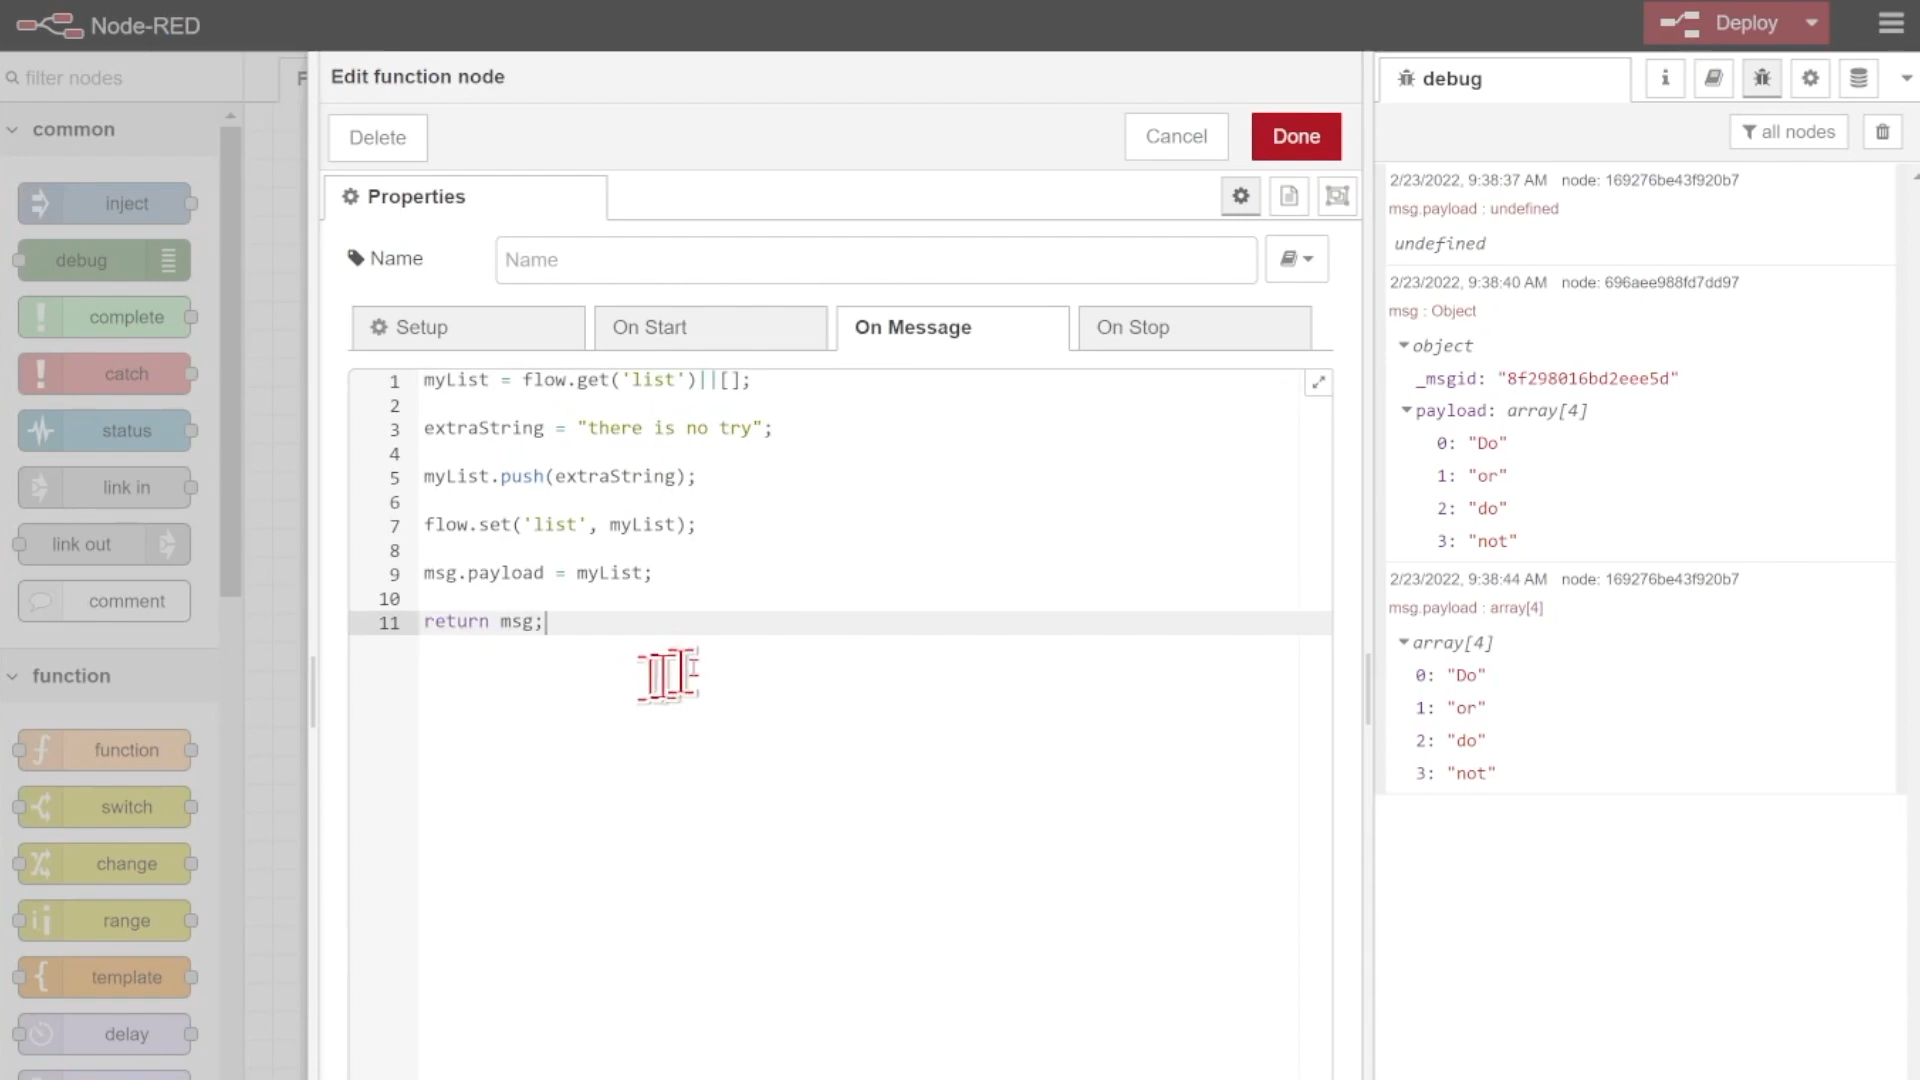 Node-RED
Deploy
filter nodes
F
Edit function node
debug
Delete
Cancel
Done
all nodes
common
inject
debug
complete
catch
status
link in
link out
comment
function
function
switch
change
range
template
delay
Properties
Name
Name
Setup
On Start
On Message
On Stop
1 myList = flow.get('list')||[];
2
3 extraString = "there is no try";
4
5 myList.push(extraString);
6
7 flow.set('list', myList);
8
9 msg.payload = myList;
10
11 return msg;
2/23/2022, 9:38:37 AM node: 169276be43f920b7
msg.payload : undefined
undefined
2/23/2022, 9:38:40 AM node: 696aee988fd7dd97
msg : Object
object
_msgid: "8f298016bd2eee5d"
payload: array[4]
0: "Do"
1: "or"
2: "do"
3: "not"
2/23/2022, 9:38:44 AM node: 169276be43f920b7
msg.payload : array[4]
array[4]
0: "Do"
1: "or"
2: "do"
3: "not"